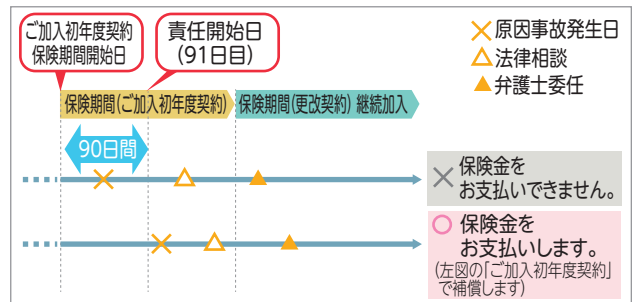 ご加入初年度契約
保険期間開始日
責任開始日
(91日目)
原因事故発生日
法律相談
弁護士委任
保険期間(ご加入初年度契約)
保険期間(更改契約) 継続加入
90日間
保険金を
お支払いできません。
保険金を
お支払いします。
(左図の「ご加入初年度契約」
で補償します)